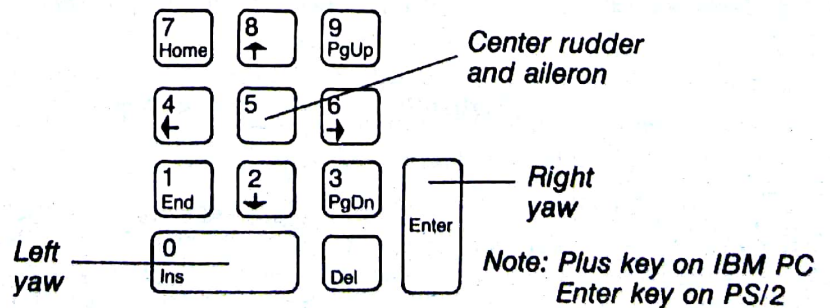 7 8 9
Home ↑ PgUp
Center rudder
and aileron
4 5 6
← →
1 2 3
End ↓ PgDn
Enter
Right
yaw
0
Ins Del
Left
yaw
Note: Plus key on IBM PC
Enter key on PS/2